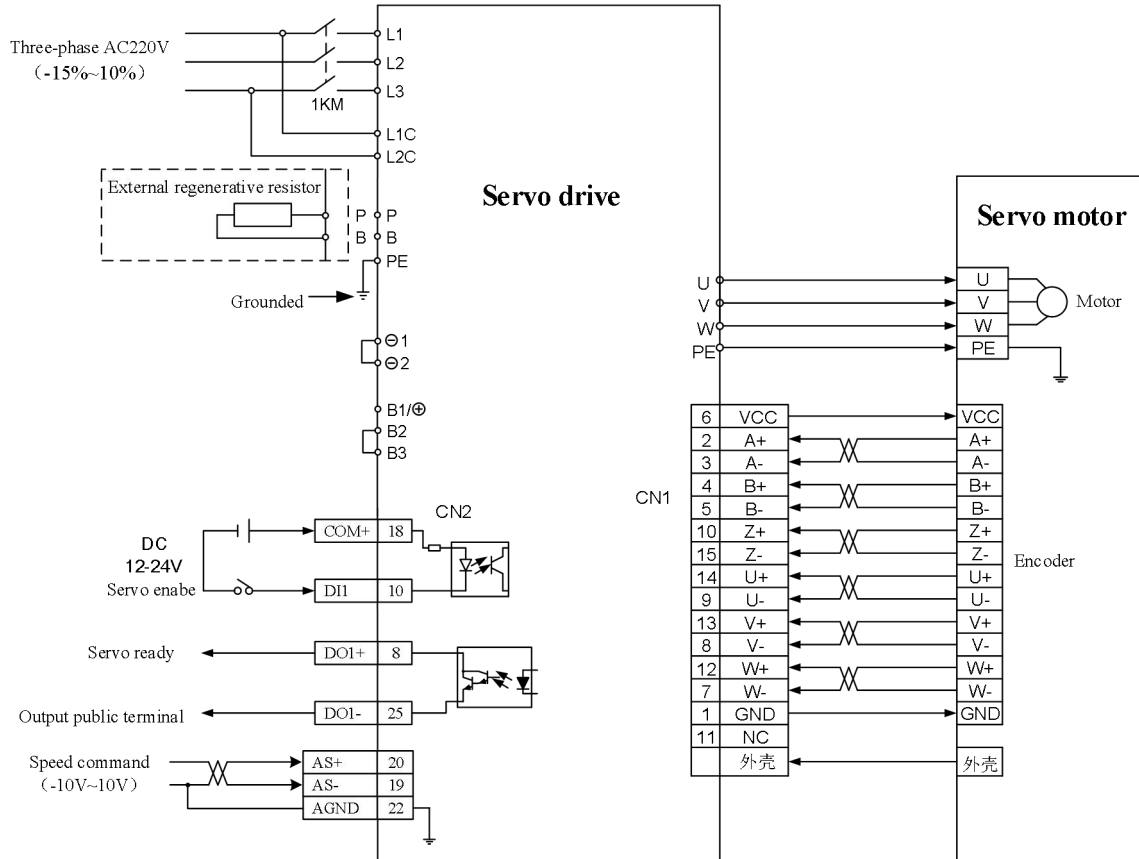 Three-phase AC220V
（-15%~10%）
1KM
L1
L2
L3
L1C
L2C
External regenerative resistor
P
P
B
B
PE
Grounded
⊖1
⊖2
B1/⊕
B2
B3
Servo drive
Servo motor
U
V
W
PE
U
V
W
PE
Motor
CN2
DC
12-24V
Servo enabe
COM+ 18
DI1 10
Servo ready
DO1+ 8
Output public terminal
DO1- 25
Speed command
（-10V~10V）
AS+ 20
AS- 19
AGND 22
CN1
6 VCC VCC
2 A+ A+
3 A- A-
4 B+ B+
5 B- B-
10 Z+ Z+
15 Z- Z-
14 U+ U+
9 U- U-
13 V+ V+
8 V- V-
12 W+ W+
7 W- W-
1 GND GND
11 NC
外壳 外壳
Encoder